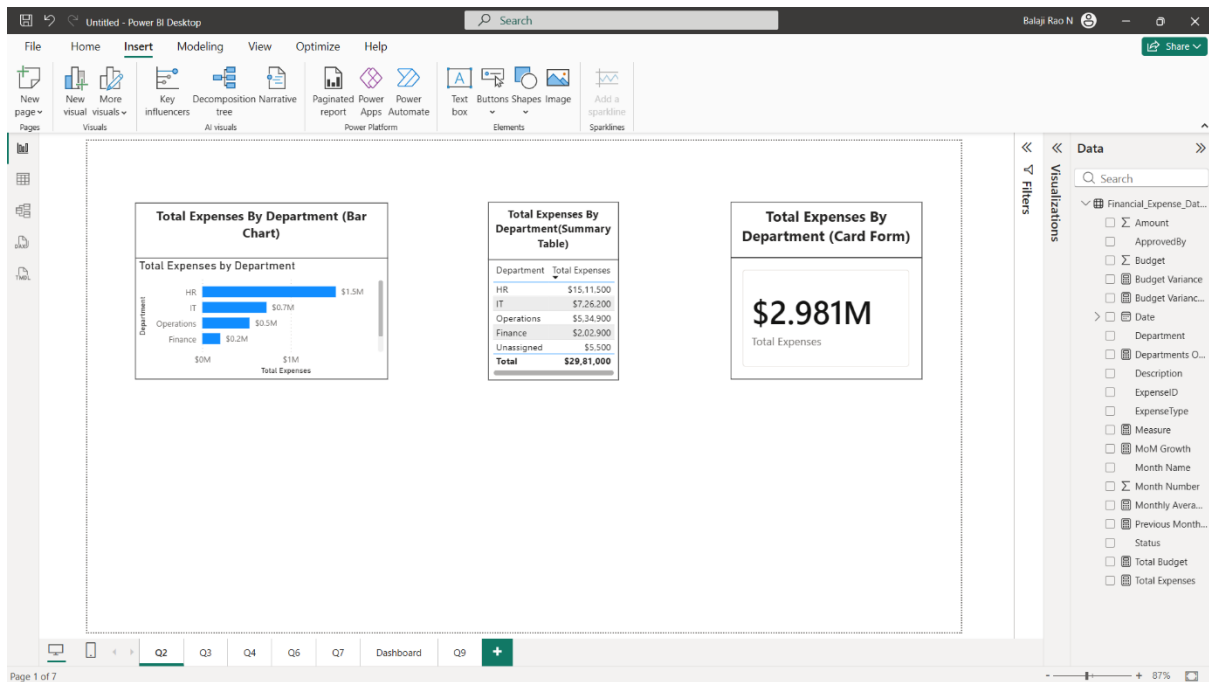 Untitled - Power BI Desktop
Search
Balaji Rao N
File Home Insert Modeling View Optimize Help
Share
New page
New visual
More visuals
Key influencers
Decomposition tree
Narrative
Paginated report
Power Apps
Power Automate
Text box
Buttons
Shapes
Image
Add a sparkline
Pages
Visuals
AI visuals
Power Platform
Elements
Sparklines
Total Expenses By Department (Bar
Chart)
Total Expenses by Department
Department
HR $1.5M
IT $0.7M
Operations $0.5M
Finance $0.2M
$0M $1M
Total Expenses
Total Expenses By
Department(Summary
Table)
Department Total Expenses
HR $15,11,500
IT $7,26,200
Operations $5,34,900
Finance $2,02,900
Unassigned $5,500
Total $29,81,000
Total Expenses By
Department (Card Form)
$2.981M
Total Expenses
Filters
Visualizations
Data
Search
Financial_Expense_Dat...
Amount
ApprovedBy
Budget
Budget Variance
Budget Varianc...
Date
Department
Departments O...
Description
ExpenseID
ExpenseType
Measure
MoM Growth
Month Name
Month Number
Monthly Avera...
Previous Month...
Status
Total Budget
Total Expenses
Q2 Q3 Q4 Q6 Q7 Dashboard Q9
Page 1 of 7
87%